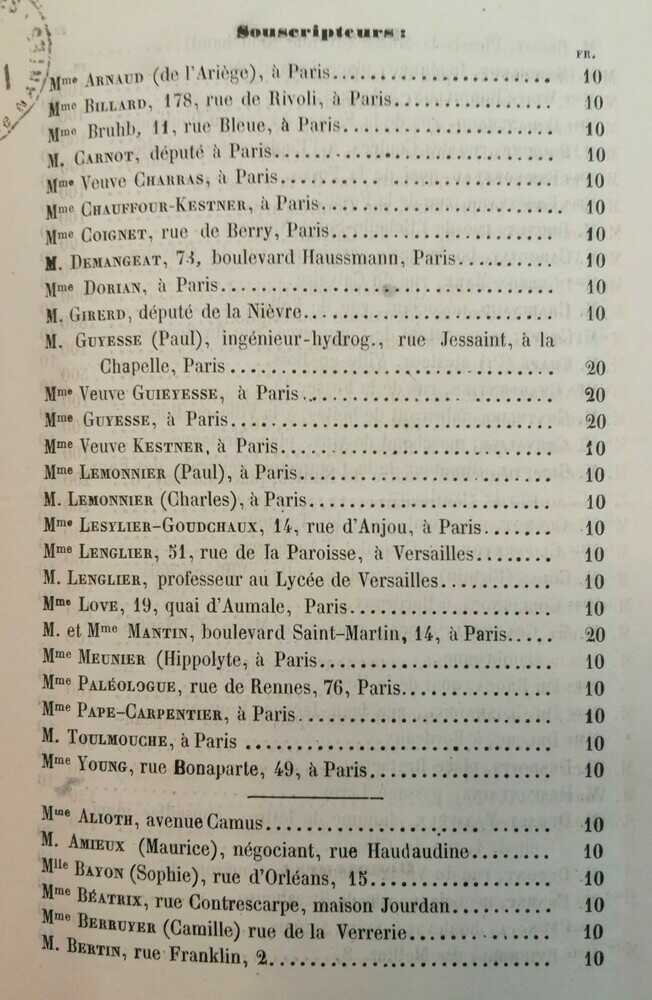 Souscripteurs :
FR.
Mme ARNAUD (de l'Ariège), à Paris........................ 10
Mme BILLARD, 178, rue de Rivoli, à Paris................. 10
Mme Bruhb, 11, rue Bleue, à Paris........................ 10
M. CARNOT, député à Paris................................ 10
Mme Veuve CHARRAS, à Paris........... .................. 10
Mme CHAUFFOUR-KESTNER, à Paris........................... 10
Mme COIGNET, rue de Berry, Paris......................... 10
M. DEMANGEAT, 73, boulevard Haussmann, Paris............ 10
Mme DORIAN, à Paris...................................... 10
M. GIRERD, député de la Nièvre........................... 10
M. GUYESSE (Paul), ingénieur-hydrog., rue Jessaint, à la
Chapelle, Paris.......................................... 20
Mme Veuve GUIEYESSE, à Paris................ ........ 20
Mme GUYESSE, à Paris..................................... 20
Mme Veuve KESTNER, à Paris............................... 10
Mme LEMONNIER (Paul), à Paris............................ 10
M. LEMONNIER (Charles), à Paris.......................... 10
Mme LESYLIER-GOUDCHAUX, 14, rue d'Anjou, à Paris........ 10
Mme LENGLIER, 51, rue de la Paroisse, à Versailles....... 10
M. LENGLIER, professeur au Lycée de Versailles........... 10
Mme LOVE, 19, quai d'Aumale, Paris....................... 10
M. et Mme MANTIN, boulevard Saint-Martin, 14, à Paris..... 20
Mme MEUNIER (Hippolyte, à Paris.......................... 10
Mme PALÉOLOGUE, rue de Rennes, 76, Paris................. 10
Mme PAPE-CARPENTIER, à Paris............................. 10
M. TOULMOUCHE, à Paris .................................. 10
Mme YOUNG, rue Bonaparte, 49, à Paris.................... 10
Mme ALIOTH, avenue Camus................................. 10
M. AMIEUX (Maurice), négociant, rue Haudaudine........... 10
Mlle BAYON (Sophie), rue d'Orléans, 15................... 10
Mme BÉATRIX, rue Contrescarpe, maison Jourdan............ 10
Mme BERRUYER (Camille) rue de la Verrerie................ 10
M. BERTIN, rue Franklin, 2............................... 10